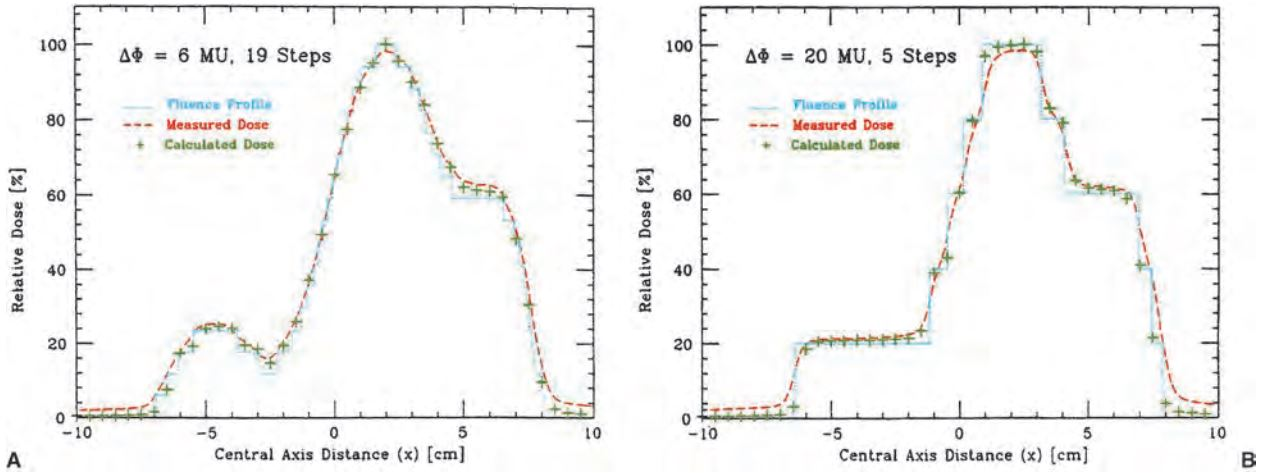 ΔΦ = 6 MU, 19 Steps
Fluence Profile
Measured Dose
Calculated Dose
Relative Dose [%]
100
80
60
40
20
0
-10
-5
0
5
10
Central Axis Distance (x) [cm]
A
ΔΦ = 20 MU, 5 Steps
Fluence Profile
Measured Dose
Calculated Dose
Relative Dose [%]
100
80
60
40
20
0
-10
-5
0
5
10
Central Axis Distance (x) [cm]
B